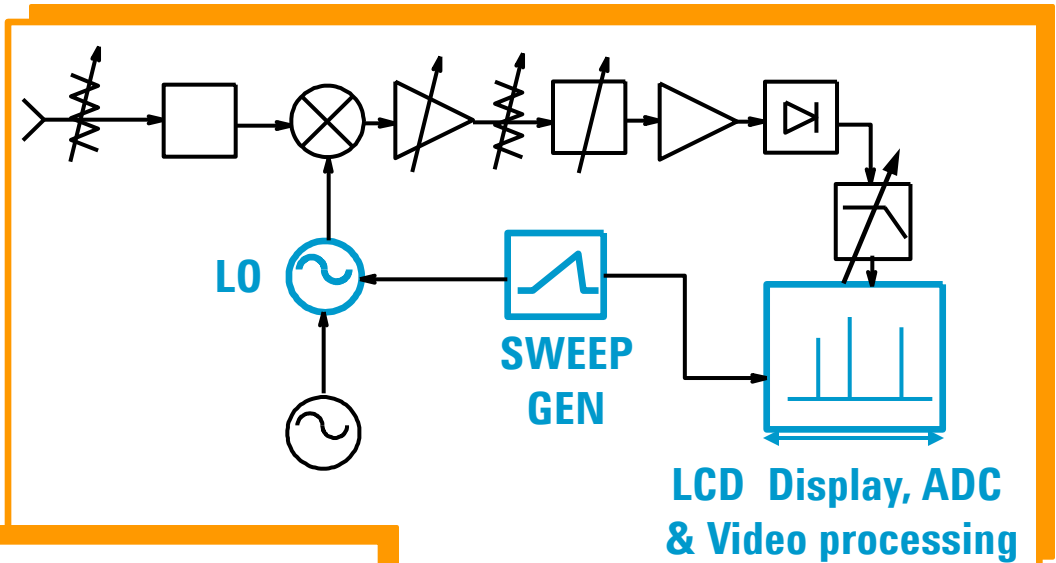 LO
SWEEP
GEN
LCD Display, ADC
& Video processing